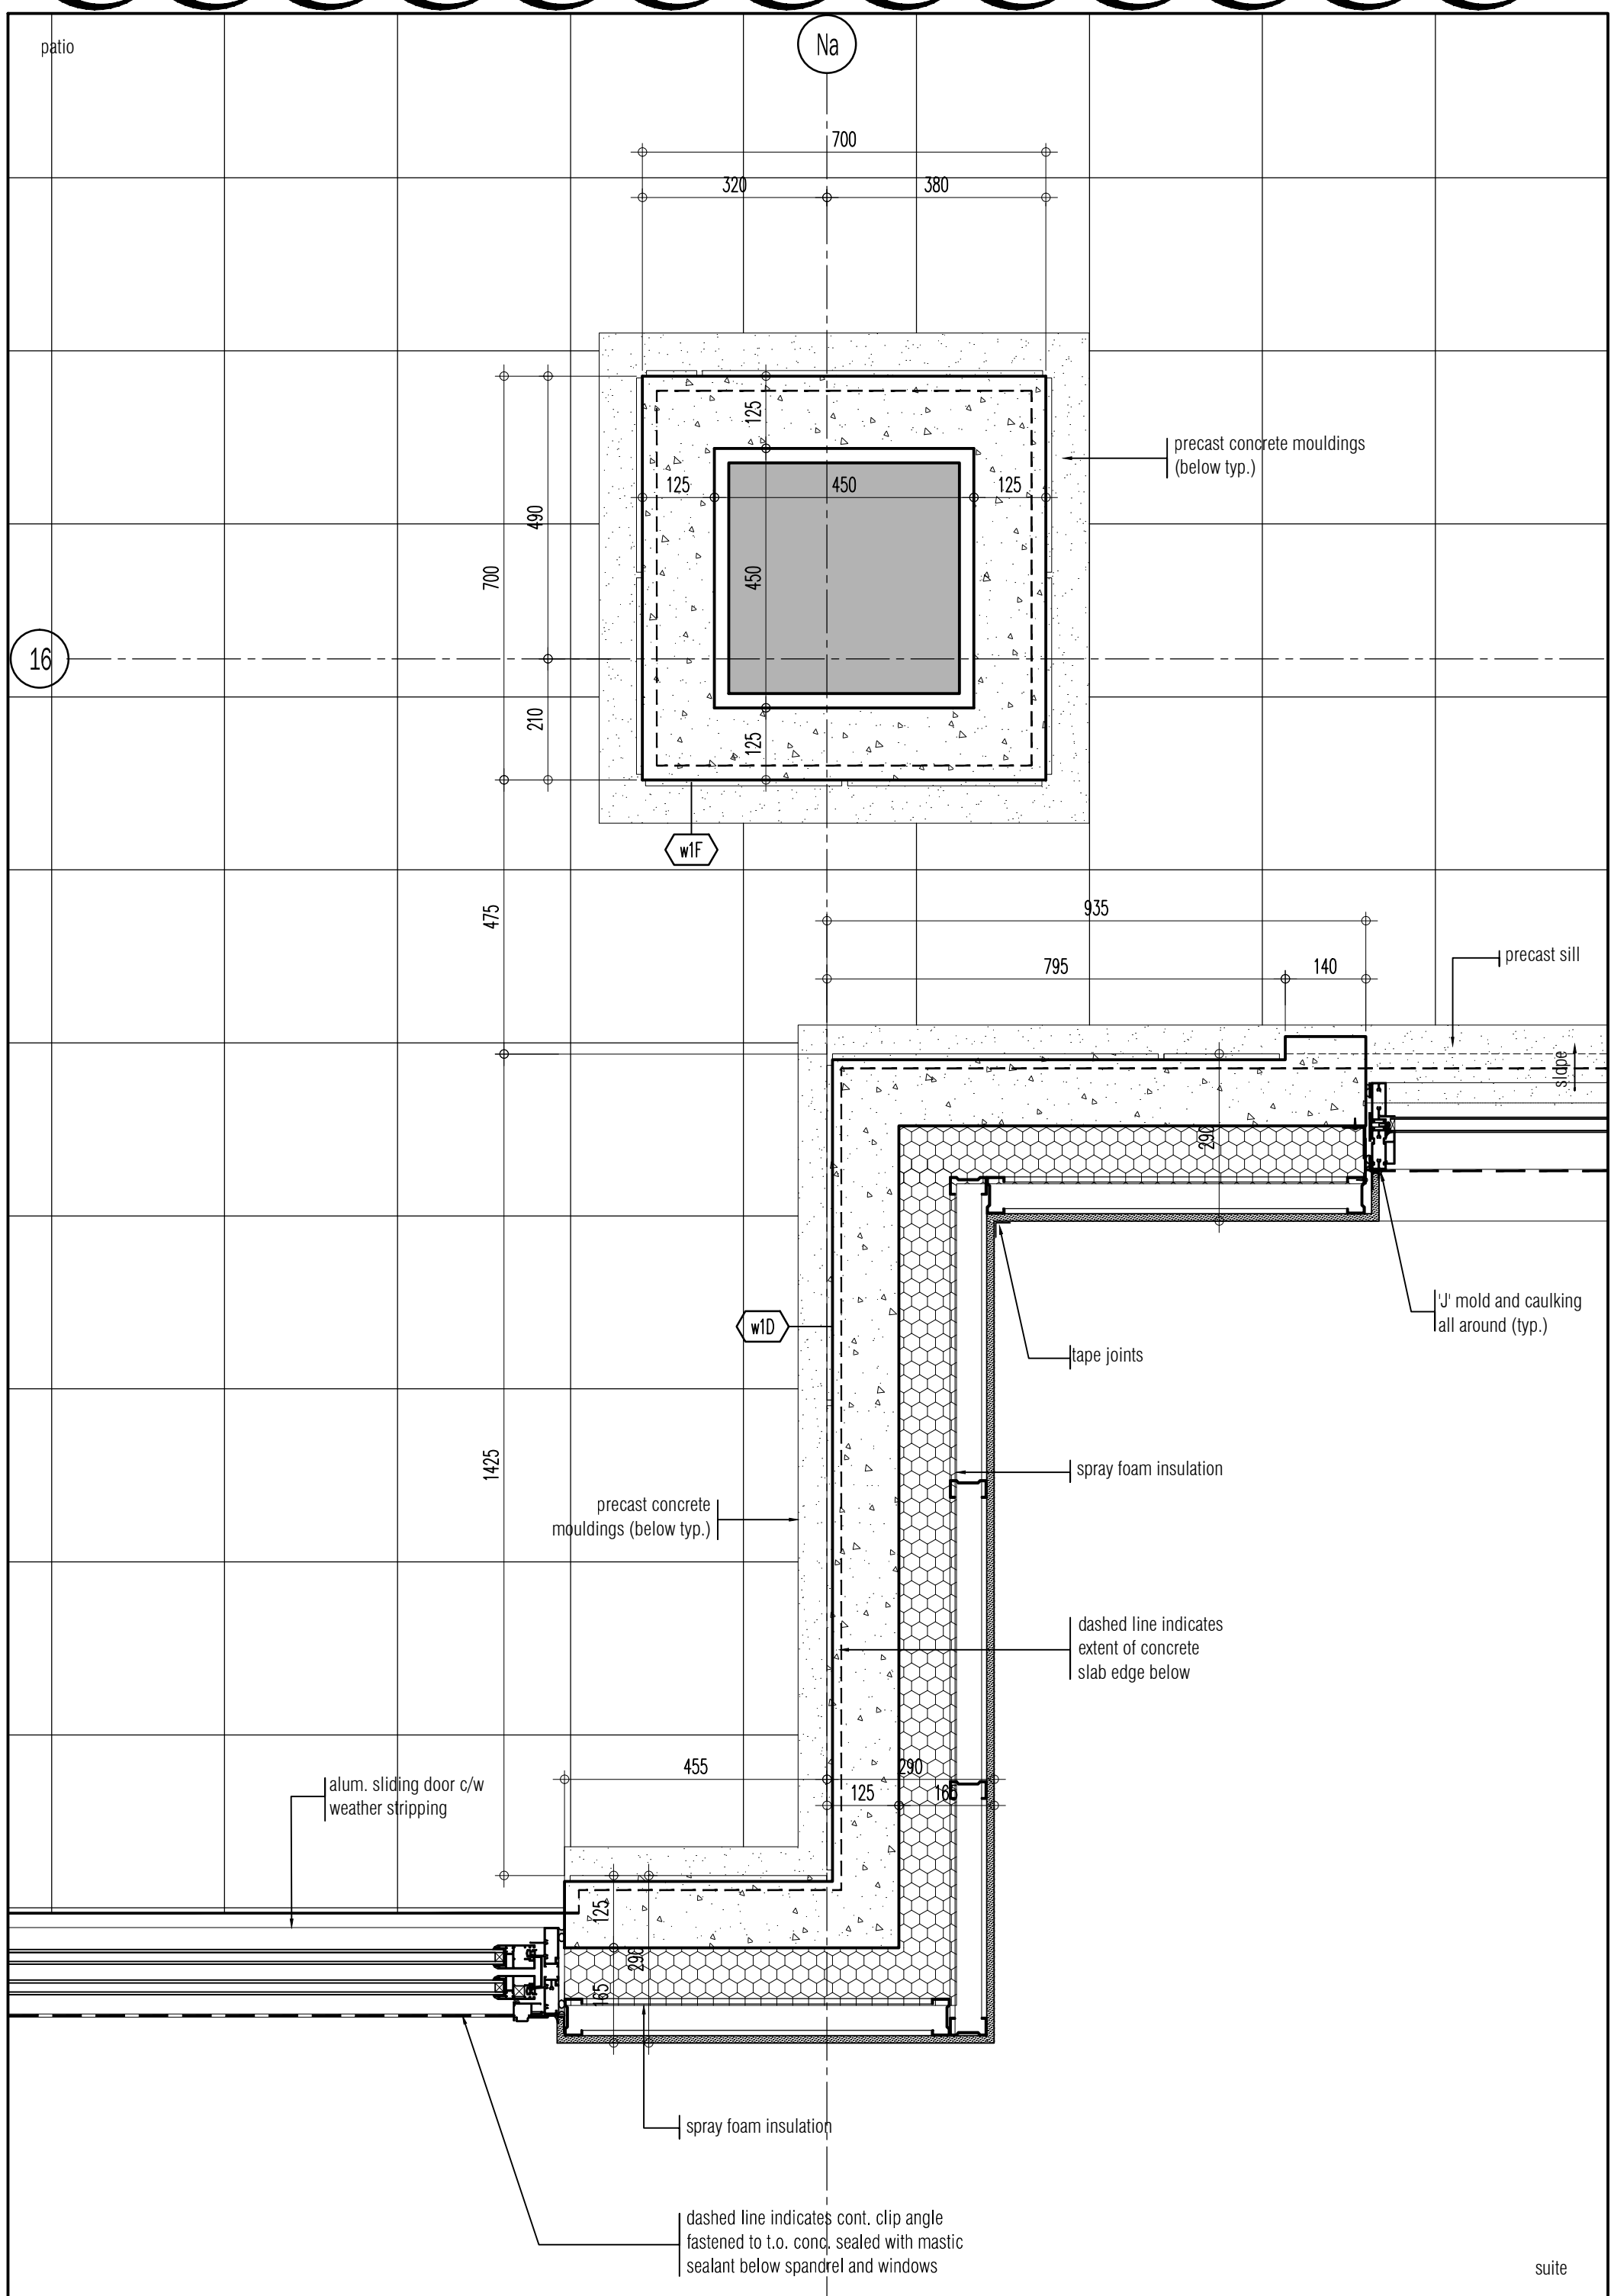 patio
Na
700
320
380
125
precast concrete mouldings
(below typ.)
125
450
125
490
700
450
16
210
125
w1F
475
935
795
140
precast sill
slope
290
'J' mold and caulking
all around (typ.)
w1D
tape joints
1425
spray foam insulation
precast concrete
mouldings (below typ.)
dashed line indicates
extent of concrete
slab edge below
455
290
125
165
alum. sliding door c/w
weather stripping
125
290
165
spray foam insulation
dashed line indicates cont. clip angle
fastened to t.o. conc. sealed with mastic
sealant below spandrel and windows
suite